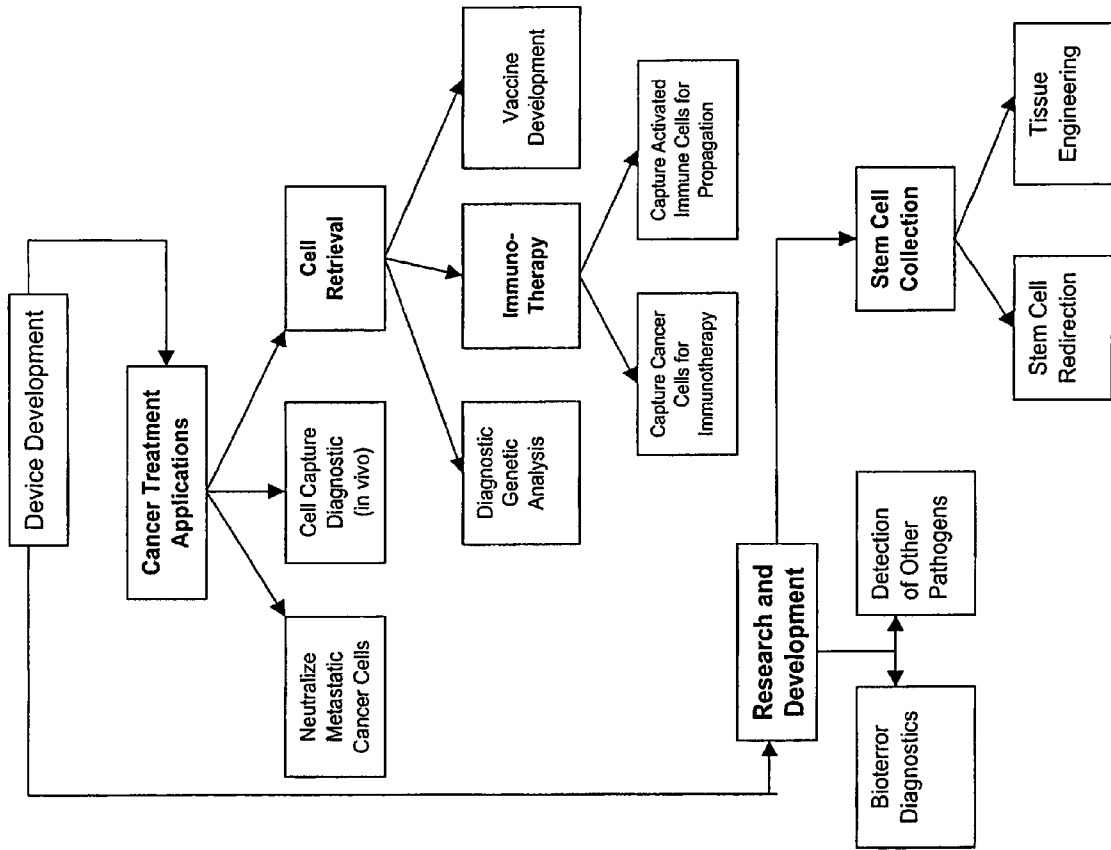 Device Development
Cancer Treatment
Applications
Neutralize
Metastatic
Cancer Cells
Cell Capture
Diagnostic
(in vivo)
Cell
Retrieval
Diagnostic
Genetic
Analysis
Immuno-
Therapy
Vaccine
Development
Capture Cancer
Cells for
Immunotherapy
Capture Activated
Immune Cells for
Propagation
Research and
Development
Bioterror
Diagnostics
Detection
of Other
Pathogens
Stem Cell
Collection
Stem Cell
Redirection
Tissue
Engineering